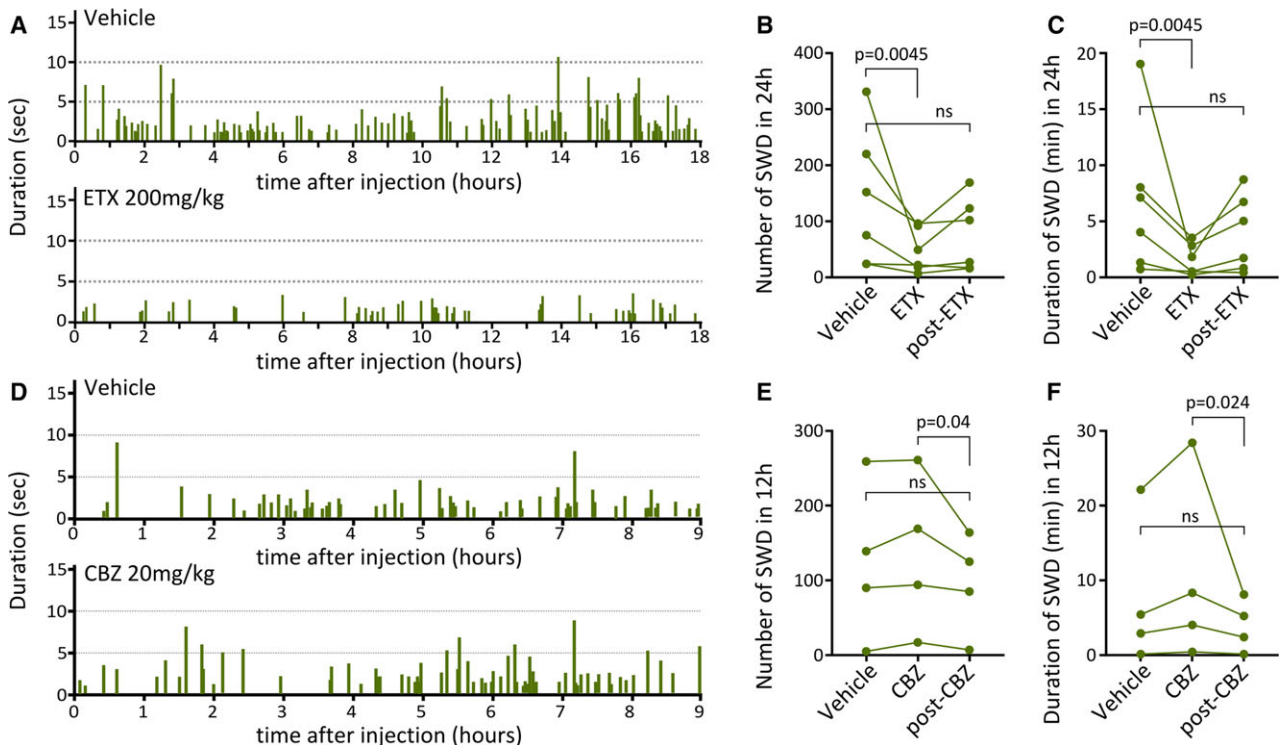 A
Vehicle
Duration (sec)
15
10
5
0
0 2 4 6 8 10 12 14 16 18
time after injection (hours)
ETX 200mg/kg
15
10
5
0
0 2 4 6 8 10 12 14 16 18
time after injection (hours)
B
p=0.0045
ns
Number of SWD in 24h
400
300
200
100
0
Vehicle
ETX
post-ETX
C
p=0.0045
ns
Duration of SWD (min) in 24h
20
15
10
5
0
Vehicle
ETX
post-ETX
D
Vehicle
Duration (sec)
15
10
5
0
0 1 2 3 4 5 6 7 8 9
time after injection (hours)
CBZ 20mg/kg
15
10
5
0
0 1 2 3 4 5 6 7 8 9
time after injection (hours)
E
p=0.04
ns
Number of SWD in 12h
300
200
100
0
Vehicle
CBZ
post-CBZ
F
p=0.024
ns
Duration of SWD (min) in 12h
30
20
10
0
Vehicle
CBZ
post-CBZ